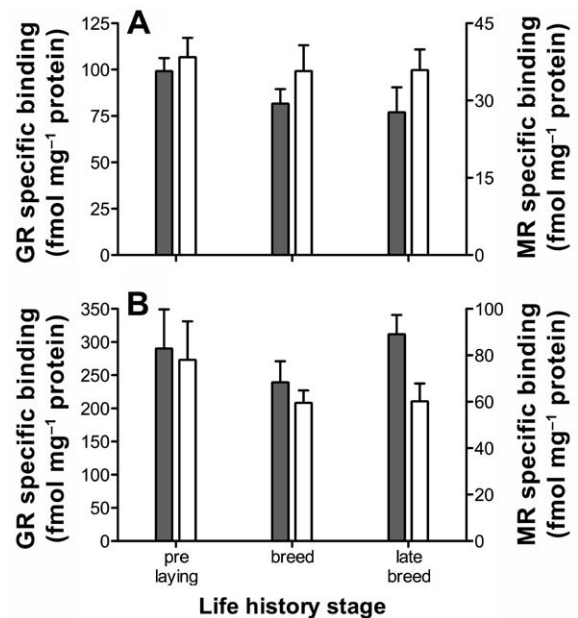 A
GR specific binding
(fmol mg⁻¹ protein)
125
100
75
50
25
0
45
30
15
0
MR specific binding
(fmol mg⁻¹ protein)
B
GR specific binding
(fmol mg⁻¹ protein)
350
300
250
200
150
100
50
0
100
80
60
40
20
0
MR specific binding
(fmol mg⁻¹ protein)
pre
laying
breed
late
breed
Life history stage